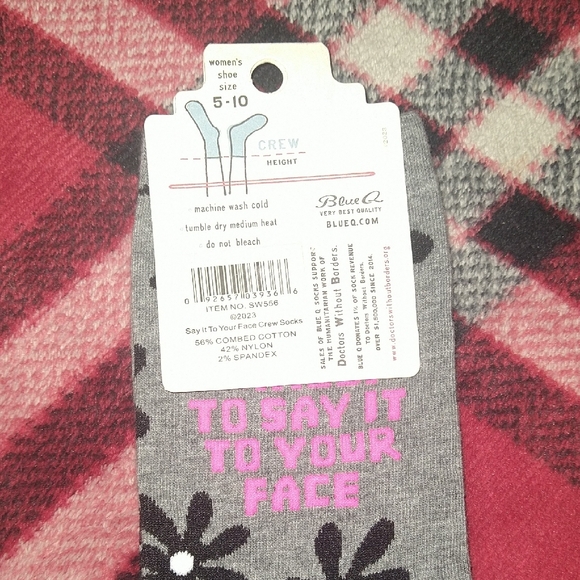 women's
shoe
size
5-10
CREW
HEIGHT
machine wash cold
tumble dry medium heat
do not bleach
Blue Q
VERY BEST QUALITY
BLUEQ.COM
0 92657 03936 6
ITEM NO. SW556
©2023
Say It To Your Face Crew Socks
56% COMBED COTTON
42% NYLON
2% SPANDEX
SALES OF BLUE Q SOCKS SUPPORT
THE HUMANITARIAN WORK OF
Doctors Without Borders.
BLUE Q DONATES 1% OF SOCK REVENUE
TO Doctors Without Borders.
OVER $1,500,000 SINCE 2014.
www.doctorswithoutborders.org
TO SAY IT
TO YOUR
FACE